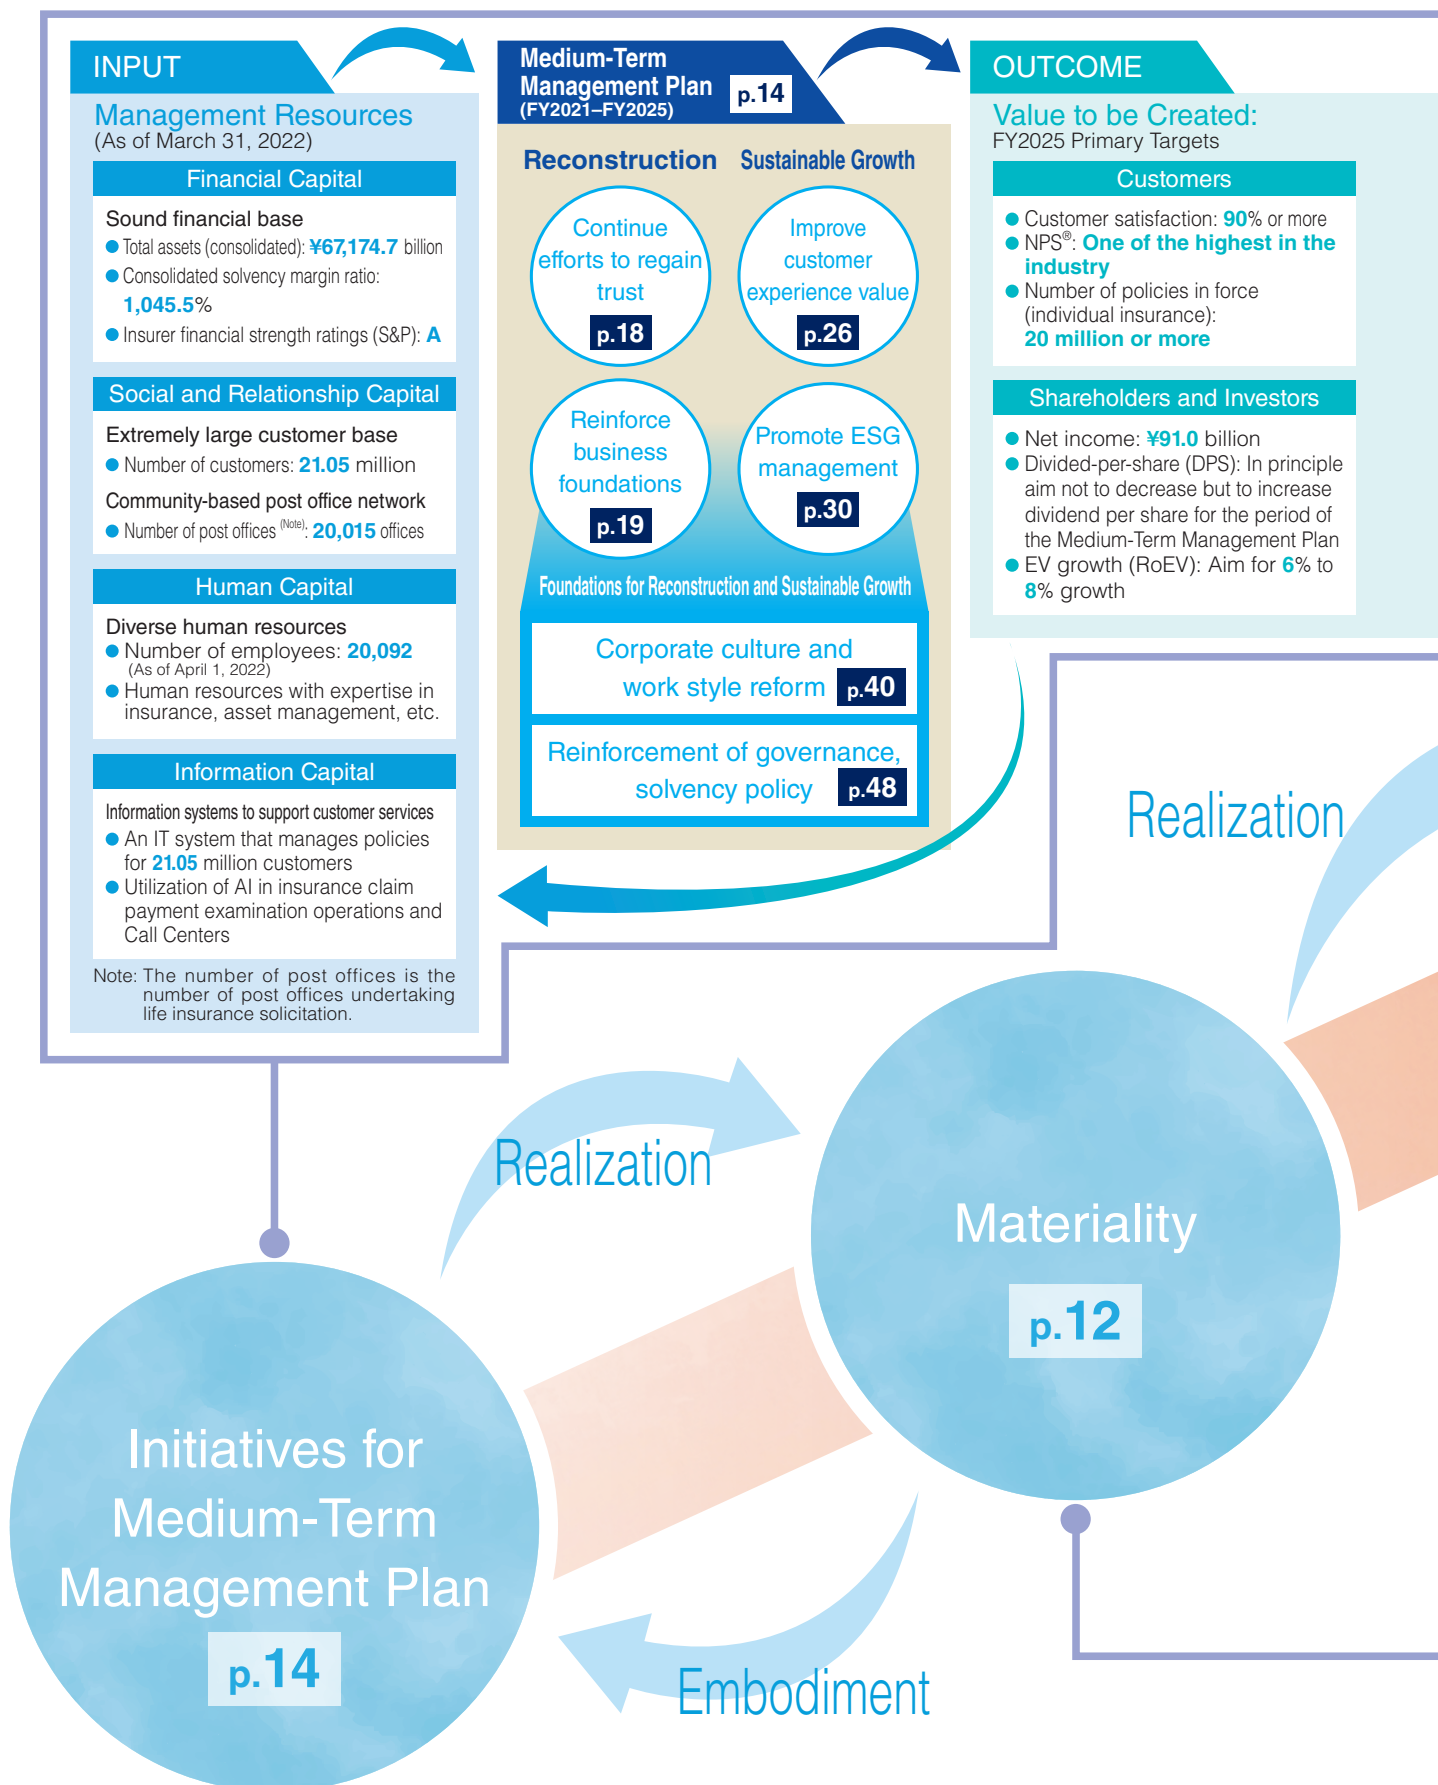 INPUT
Management Resources
(As of March 31, 2022)
Financial Capital
Sound financial base
● Total assets (consolidated): ¥67,174.7 billion
● Consolidated solvency margin ratio:
1,045.5%
● Insurer financial strength ratings (S&P): A
Social and Relationship Capital
Extremely large customer base
● Number of customers: 21.05 million
Community-based post office network
● Number of post offices (Note): 20,015 offices
Human Capital
Diverse human resources
● Number of employees: 20,092
(As of April 1, 2022)
● Human resources with expertise in
insurance, asset management, etc.
Information Capital
Information systems to support customer services
● An IT system that manages policies
for 21.05 million customers
● Utilization of AI in insurance claim
payment examination operations and
Call Centers
Note: The number of post offices is the
number of post offices undertaking
life insurance solicitation.
Medium-Term
Management Plan
(FY2021–FY2025)
p.14
Reconstruction
Continue
efforts to regain
trust
p.18
Reinforce
business
foundations
p.19
Sustainable Growth
Improve
customer
experience value
p.26
Promote ESG
management
p.30
Foundations for Reconstruction and Sustainable Growth
Corporate culture and
work style reform p.40
Reinforcement of governance,
solvency policy p.48
OUTCOME
Value to be Created:
FY2025 Primary Targets
Customers
● Customer satisfaction: 90% or more
● NPS®: One of the highest in the
industry
● Number of policies in force
(individual insurance):
20 million or more
Shareholders and Investors
● Net income: ¥91.0 billion
● Divided-per-share (DPS): In principle
aim not to decrease but to increase
dividend per share for the period of
the Medium-Term Management Plan
● EV growth (RoEV): Aim for 6% to
8% growth
Realization
Realization
Materiality
p.12
Initiatives for
Medium-Term
Management Plan
p.14
Embodiment